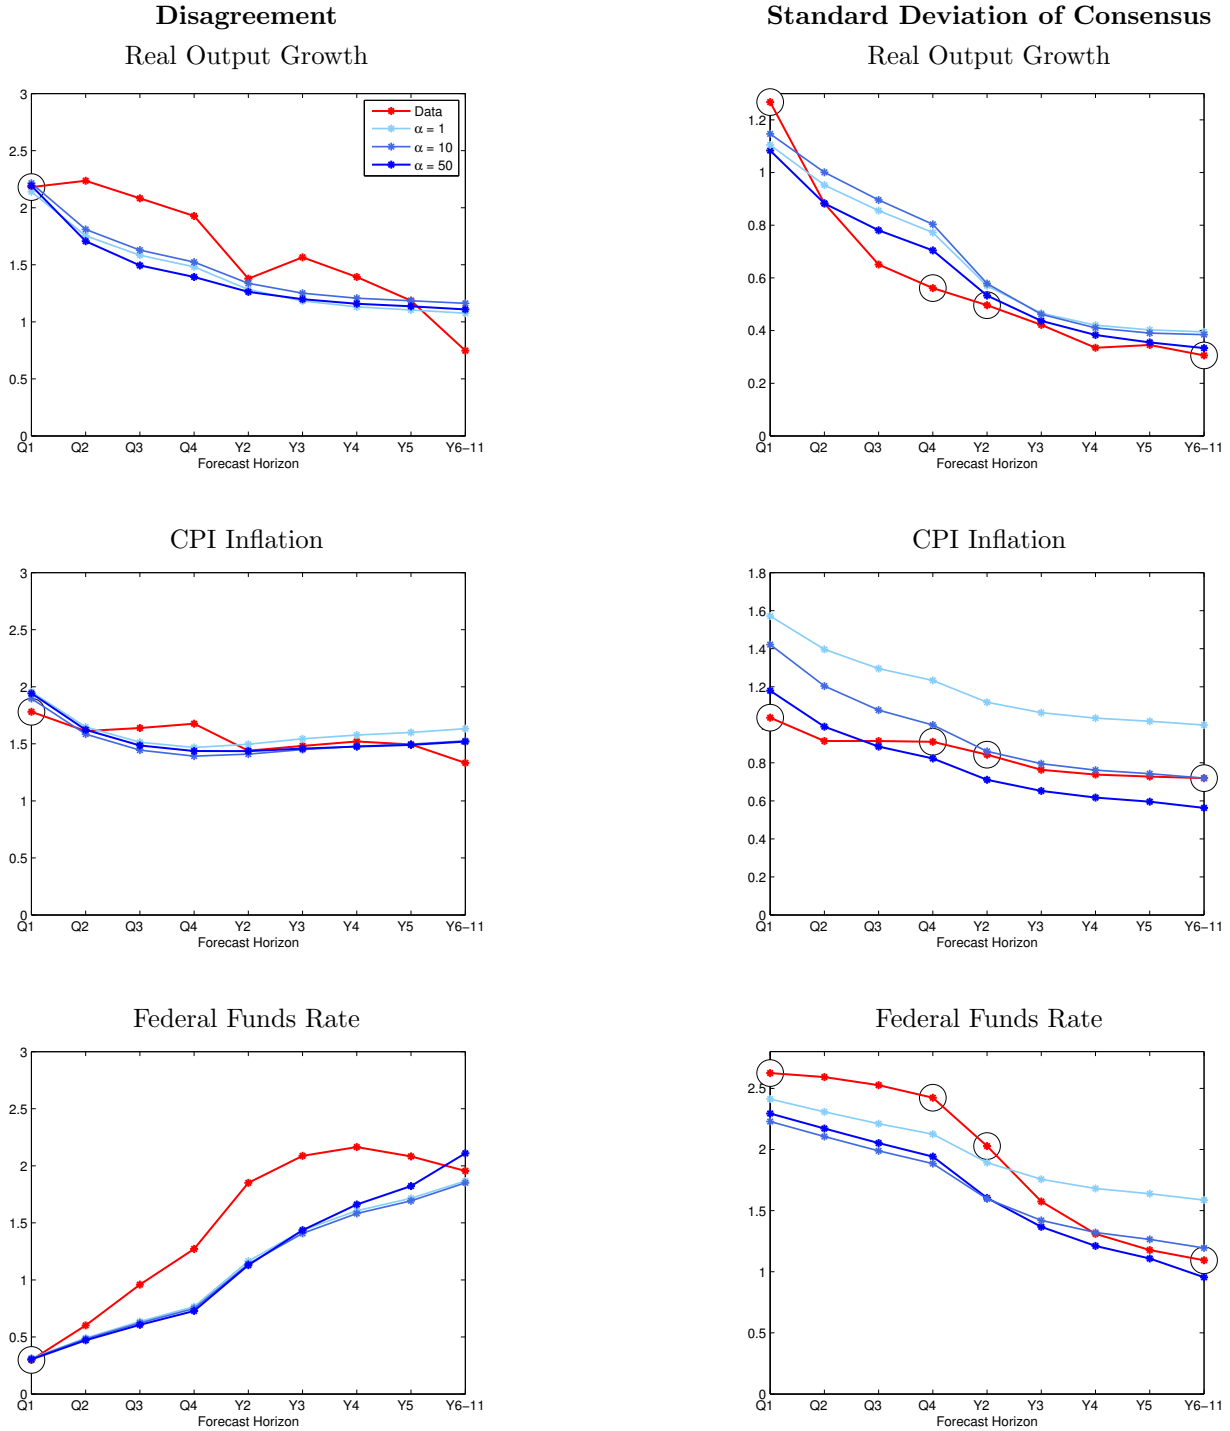 Disagreement
Standard Deviation of Consensus
Real Output Growth
3
2.5
2
1.5
1
0.5
0
Data
α = 1
α = 10
α = 50
Q1 Q2 Q3 Q4 Y2 Y3 Y4 Y5 Y6−11
Forecast Horizon
Real Output Growth
1.2
1
0.8
0.6
0.4
0.2
0
Q1 Q2 Q3 Q4 Y2 Y3 Y4 Y5 Y6−11
Forecast Horizon
CPI Inflation
3
2.5
2
1.5
1
0.5
0
Q1 Q2 Q3 Q4 Y2 Y3 Y4 Y5 Y6−11
Forecast Horizon
CPI Inflation
1.8
1.6
1.4
1.2
1
0.8
0.6
0.4
0.2
0
Q1 Q2 Q3 Q4 Y2 Y3 Y4 Y5 Y6−11
Forecast Horizon
Federal Funds Rate
3
2.5
2
1.5
1
0.5
0
Q1 Q2 Q3 Q4 Y2 Y3 Y4 Y5 Y6−11
Forecast Horizon
Federal Funds Rate
2.5
2
1.5
1
0.5
0
Q1 Q2 Q3 Q4 Y2 Y3 Y4 Y5 Y6−11
Forecast Horizon